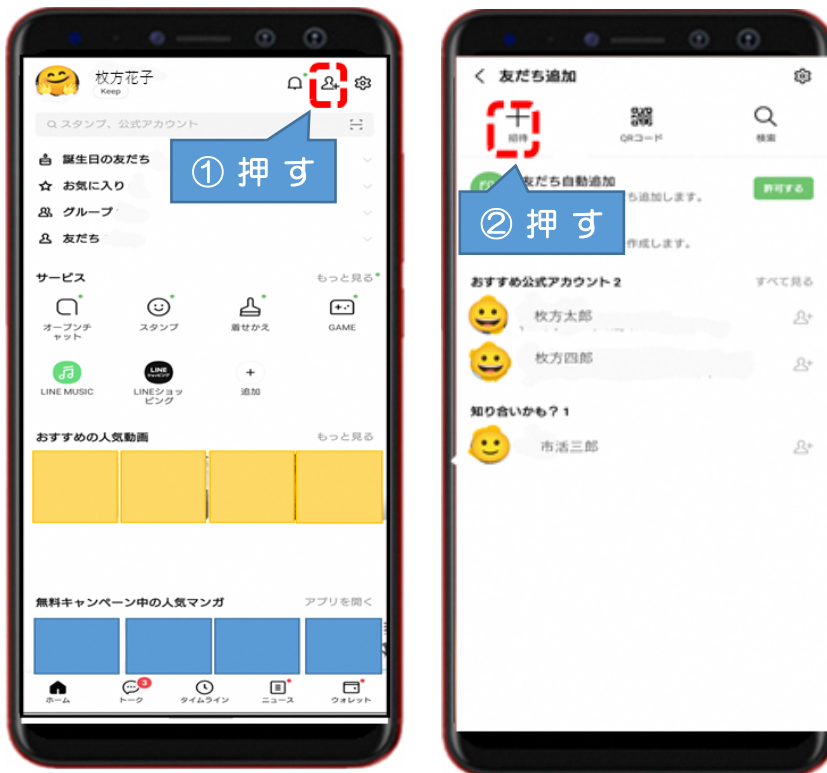 枚方花子
Keep
スタンプ、公式アカウント
① 押 す
誕生日の友だち
お気に入り
グループ
友だち
サービス
もっと見る
オープンチャット
スタンプ
着せかえ
GAME
LINE MUSIC
LINE
LINEショッピング
追加
おすすめの人気動画
もっと見る
無料キャンペーン中の人気マンガ
アプリを開く
3
ホーム
トーク
タイムライン
ニュース
ウォレット
友だち追加
招待
QRコード
検索
友だち自動追加
ち追加します。
許可する
② 押 す
作成します。
おすすめ公式アカウント 2
すべて見る
枚方太郎
枚方四郎
知り合いかも? 1
市活三郎